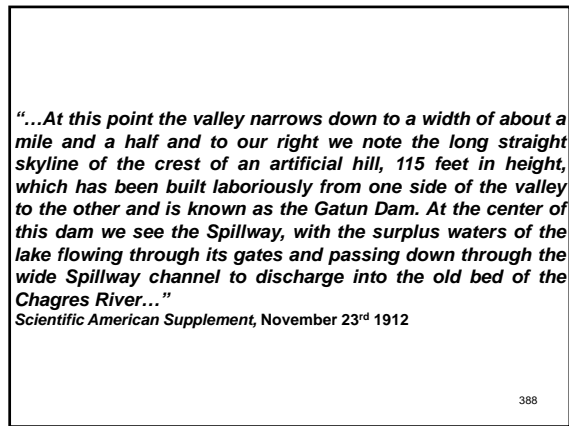 “…At this point the valley narrows down to a width of about a
mile and a half and to our right we note the long straight
skyline of the crest of an artificial hill, 115 feet in height,
which has been built laboriously from one side of the valley
to the other and is known as the Gatun Dam. At the center of
this dam we see the Spillway, with the surplus waters of the
lake flowing through its gates and passing down through the
wide Spillway channel to discharge into the old bed of the
Chagres River…”
Scientific American Supplement, November 23rd 1912
388